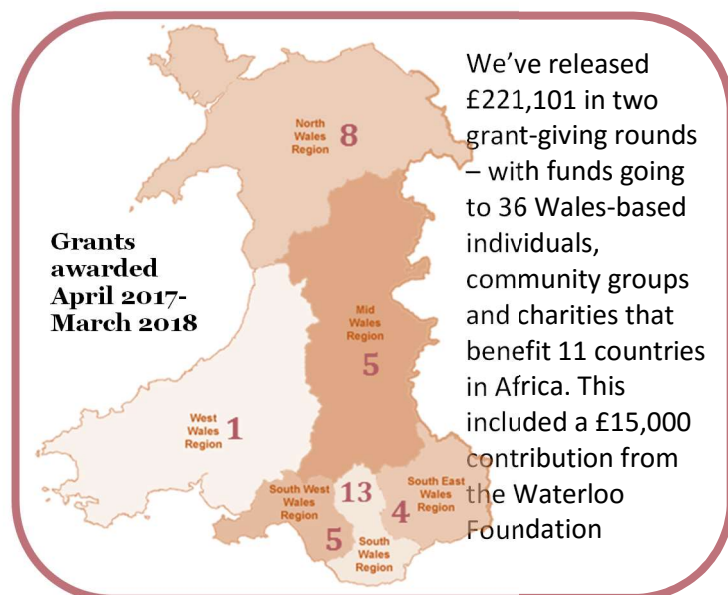 We've released
£221,101 in two
grant-giving rounds
– with funds going
to 36 Wales-based
individuals,
community groups
and charities that
benefit 11 countries
in Africa. This
included a £15,000
contribution from
the Waterloo
Foundation
Grants
awarded
April 2017-
March 2018
North
Wales
Region
8
Mid
Wales
Region
5
West
Wales
Region
1
South West
Wales
Region
5
13
South
Wales
Region
South East
Wales
Region
4